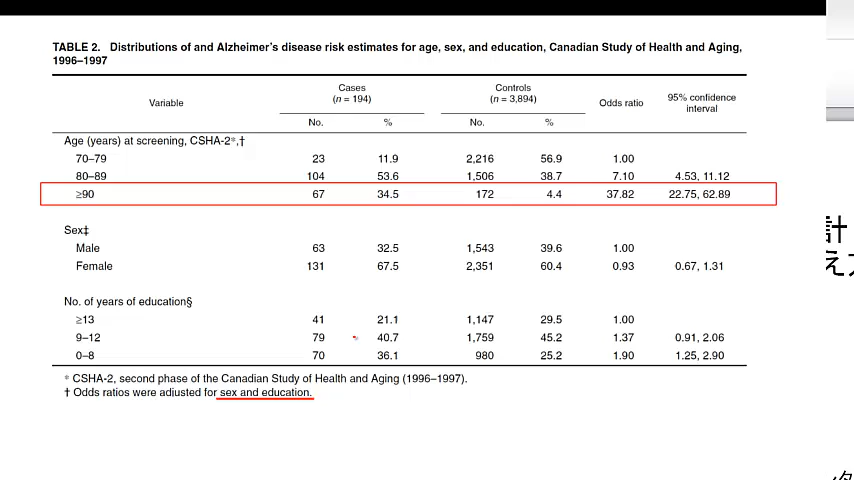 TABLE 2. Distributions of and Alzheimer's disease risk estimates for age, sex, and education, Canadian Study of Health and Aging,
1996–1997
Variable Cases (n = 194) Controls (n = 3,894) Odds ratio 95% confidence interval
No. % No. %
Age (years) at screening, CSHA-2*,†
70–79 23 11.9 2,216 56.9 1.00
80–89 104 53.6 1,506 38.7 7.10 4.53, 11.12
≥90 67 34.5 172 4.4 37.82 22.75, 62.89
Sex‡
Male 63 32.5 1,543 39.6 1.00
Female 131 67.5 2,351 60.4 0.93 0.67, 1.31
No. of years of education§
≥13 41 21.1 1,147 29.5 1.00
9–12 79 40.7 1,759 45.2 1.37 0.91, 2.06
0–8 70 36.1 980 25.2 1.90 1.25, 2.90
* CSHA-2, second phase of the Canadian Study of Health and Aging (1996–1997).
† Odds ratios were adjusted for sex and education.
計
え